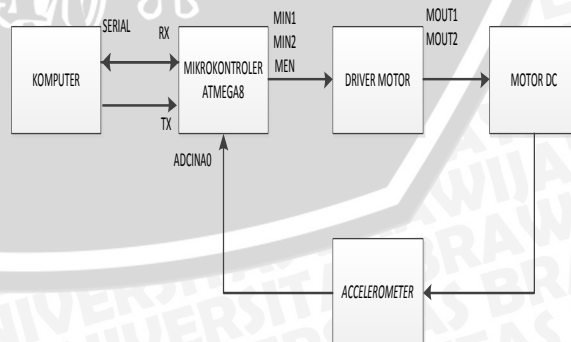 SERIAL
RX
TX
KOMPUTER
MIKROKONTROLER
ATMEGA8
ADCINA0
MIN1
MIN2
MEN
DRIVER MOTOR
MOUT1
MOUT2
MOTOR DC
ACCELEROMETER